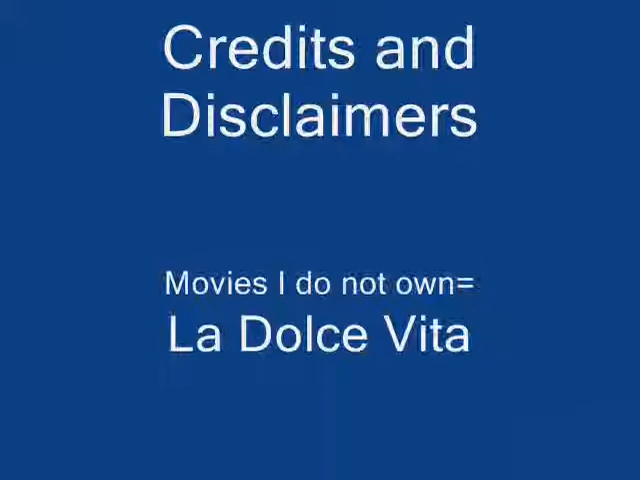 Credits and
Disclaimers
Movies I do not own=
La Dolce Vita